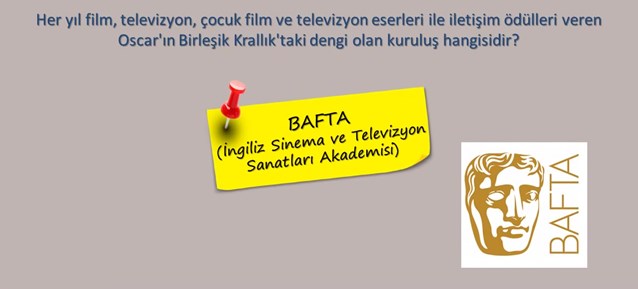 Her yıl film, televizyon, çocuk film ve televizyon eserleri ile iletişim ödülleri veren
Oscar'ın Birleşik Krallık'taki dengi olan kuruluş hangisidir?
BAFTA
(İngiliz Sinema ve Televizyon
Sanatları Akademisi)
BAFTA